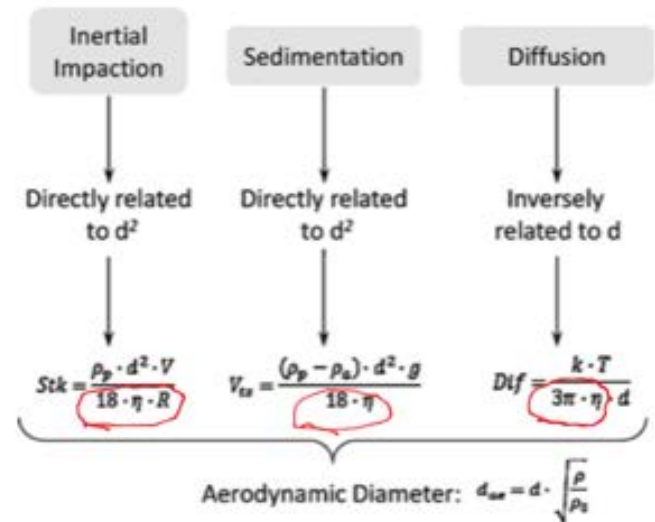 Inertial
Impaction
Sedimentation
Diffusion
Directly related
to d²
Directly related
to d²
Inversely
related to d
Stk = ρₚ · d² · V / 18 · η · R
Vₜₛ = (ρₚ − ρₐ) · d² · g / 18 · η
Dif = k · T / 3π · η · d
Aerodynamic Diameter: dₐₑ = d · √ρ/ρₛ